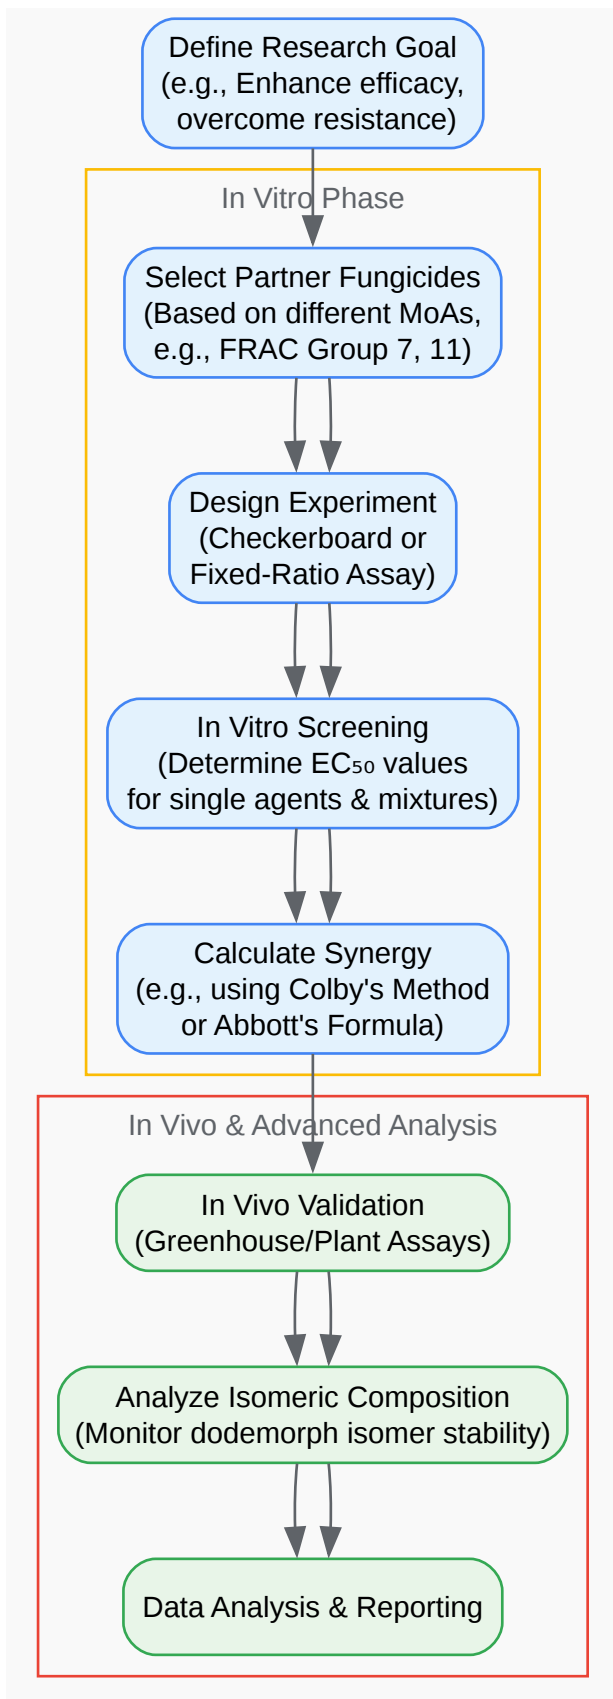 Define Research Goal
(e.g., Enhance efficacy,
overcome resistance)
In Vitro Phase
Select Partner Fungicides
(Based on different MoAs,
e.g., FRAC Group 7, 11)
Design Experiment
(Checkerboard or
Fixed-Ratio Assay)
In Vitro Screening
(Determine EC₅₀ values
for single agents & mixtures)
Calculate Synergy
(e.g., using Colby's Method
or Abbott's Formula)
In Vivo & Advanced Analysis
In Vivo Validation
(Greenhouse/Plant Assays)
Analyze Isomeric Composition
(Monitor dodemorph isomer stability)
Data Analysis & Reporting